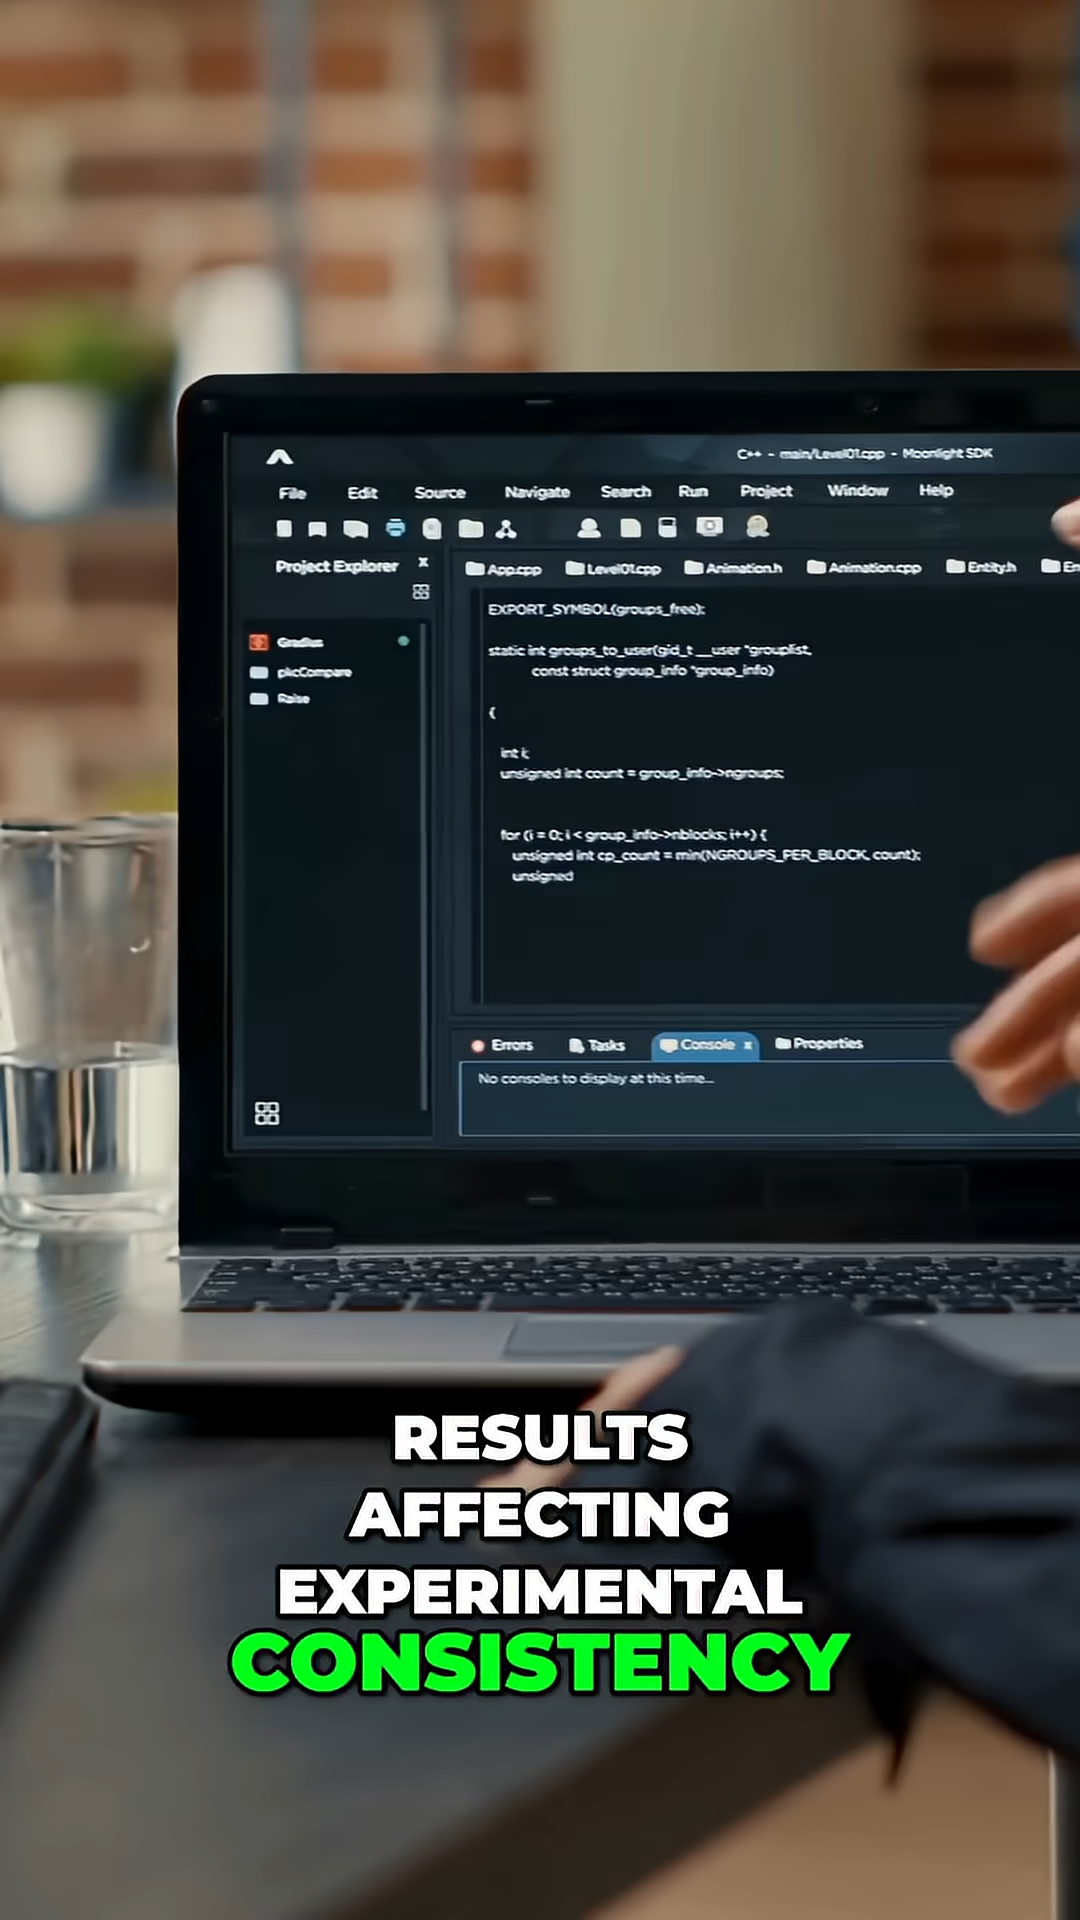 C++ - main/Level01.cpp - Moonlight SDK
File Edit Source Navigate Search Run Project Window Help
Project Explorer x
App.cpp Level01.cpp Animation.h Animation.cpp Entity.h En
Gradius
pkcCompare
Raise
EXPORT_SYMBOL(groups_free);
static int groups_to_user(gid_t __user *grouplist,
const struct group_info *group_info)
{
int i;
unsigned int count = group_info->ngroups;
for (i = 0; i < group_info->nblocks; i++) {
unsigned int cp_count = min(NGROUPS_PER_BLOCK, count);
unsigned
Errors Tasks Console x Properties
No consoles to display at this time...
RESULTS
AFFECTING
EXPERIMENTAL
CONSISTENCY